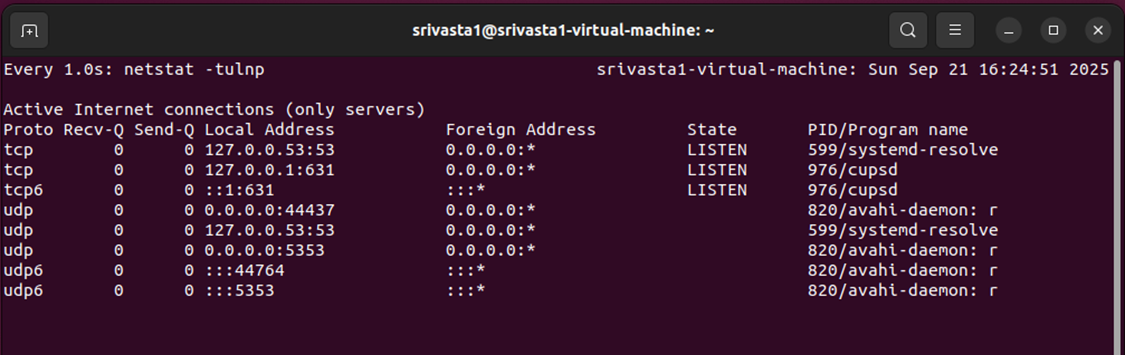 srivasta1@srivasta1-virtual-machine: ~
Every 1.0s: netstat -tulnp srivasta1-virtual-machine: Sun Sep 21 16:24:51 2025
Active Internet connections (only servers)
Proto Recv-Q Send-Q Local Address Foreign Address State PID/Program name
tcp 0 0 127.0.0.53:53 0.0.0.0:* LISTEN 599/systemd-resolve
tcp 0 0 127.0.0.1:631 0.0.0.0:* LISTEN 976/cupsd
tcp6 0 0 ::1:631 :::* LISTEN 976/cupsd
udp 0 0 0.0.0.0:44437 0.0.0.0:* 820/avahi-daemon: r
udp 0 0 127.0.0.53:53 0.0.0.0:* 599/systemd-resolve
udp 0 0 0.0.0.0:5353 0.0.0.0:* 820/avahi-daemon: r
udp6 0 0 :::44764 :::* 820/avahi-daemon: r
udp6 0 0 :::5353 :::* 820/avahi-daemon: r